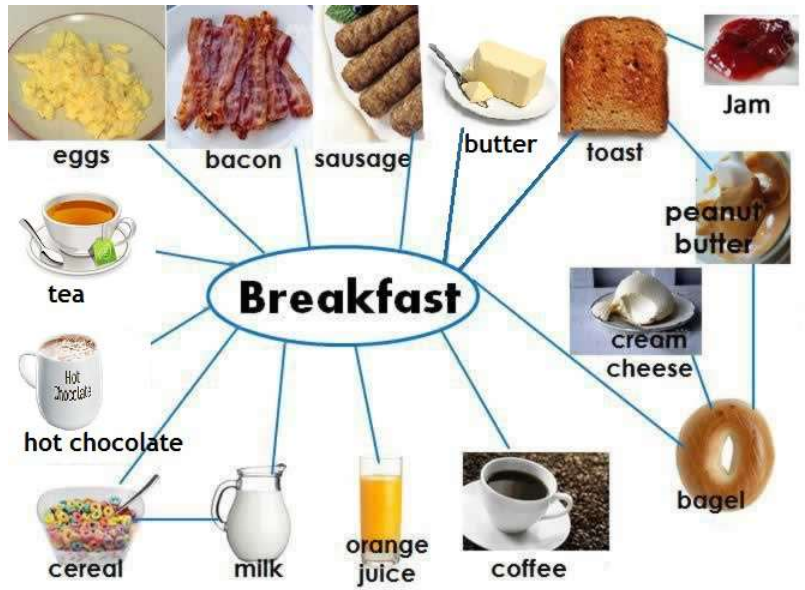 eggs
bacon
sausage
butter
toast
Jam
peanut
butter
tea
Breakfast
cream
cheese
Hot
Chocolate
hot chocolate
bagel
cereal
milk
orange
juice
coffee